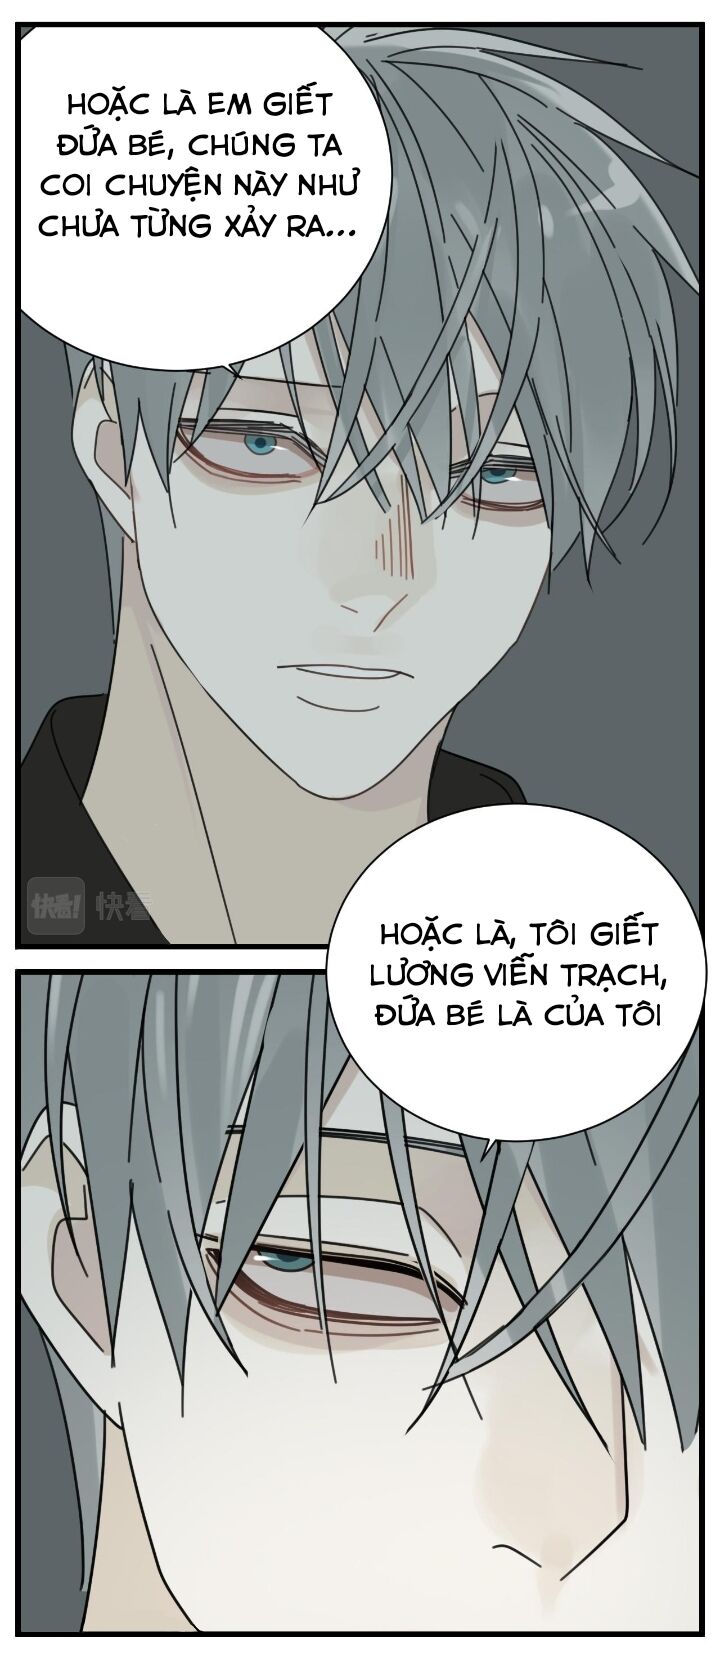 HOẶC LÀ EM GIẾT
ĐỨA BÉ, CHÚNG TA
COI CHUYỆN NÀY NHƯ
CHƯA TỪNG XẢY RA...
快看! 快看
HOẶC LÀ, TÔI GIẾT
LƯƠNG VIỄN TRẠCH,
ĐỨA BÉ LÀ CỦA TÔI